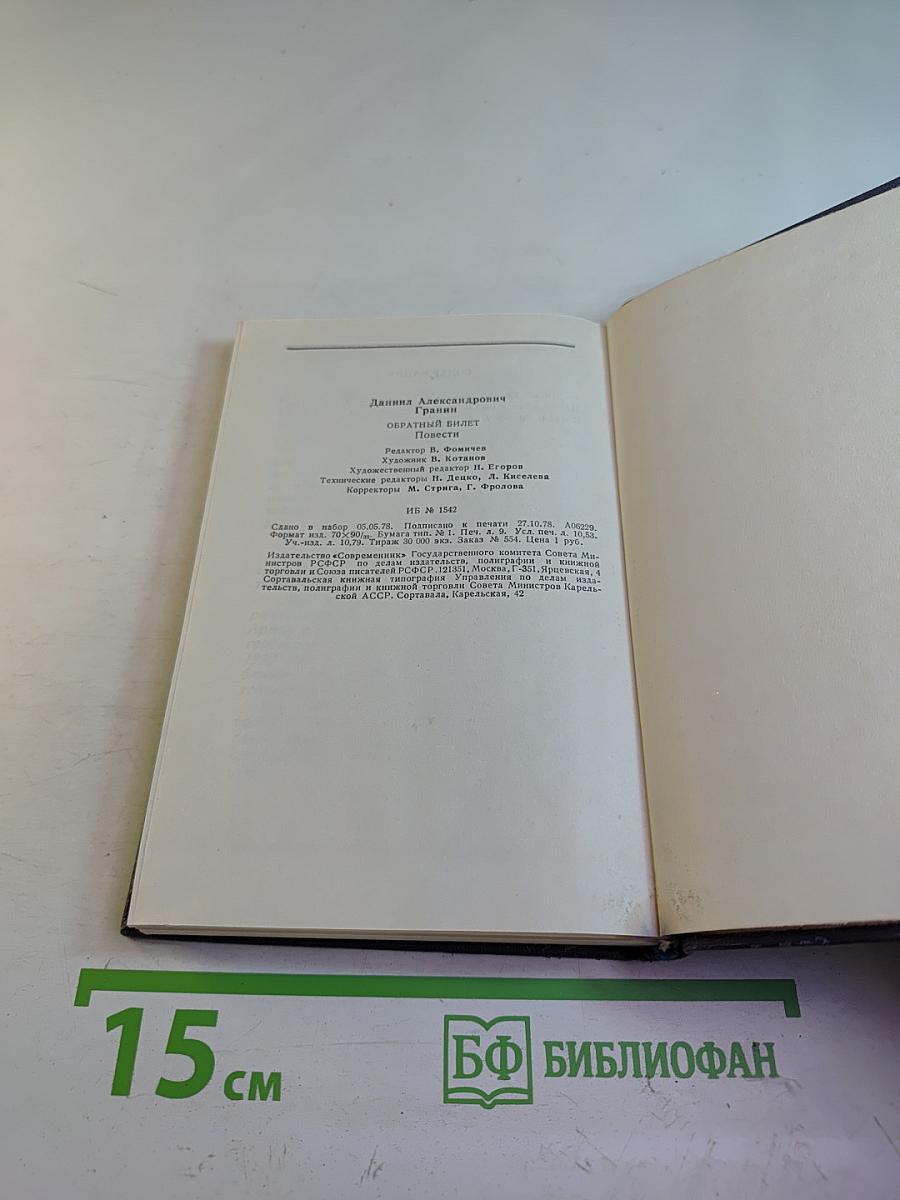 Даниил Александрович
Гранин
ОБРАТНЫЙ БИЛЕТ
Повести
Редактор В. Фомичев
Художник В. Котанов
Художественный редактор Н. Егоров
Технические редакторы Н. Децко, Л. Киселева
Корректоры М. Стрига, Г. Фролова
ИБ № 1542
Сдано в набор 05.05.78. Подписано к печати 27.10.78. А06229.
Формат изд. 70×90/32. Бумага тип. № 1. Печ. л. 9. Усл. печ. л. 10,53.
Уч.-изд. л. 10,79. Тираж 30 000 экз. Заказ № 554. Цена 1 руб.
Издательство «Современник» Государственного комитета Совета Ми-
нистров РСФСР по делам издательств, полиграфии и книжной
торговли и Союза писателей РСФСР. 121351, Москва, Г-351, Ярцевская, 4
Сортавальская книжная типография Управления по делам изда-
тельств, полиграфии и книжной торговли Совета Министров Карель-
ской АССР. Сортавала, Карельская, 42
15 см
БФ БИБЛИОФАН